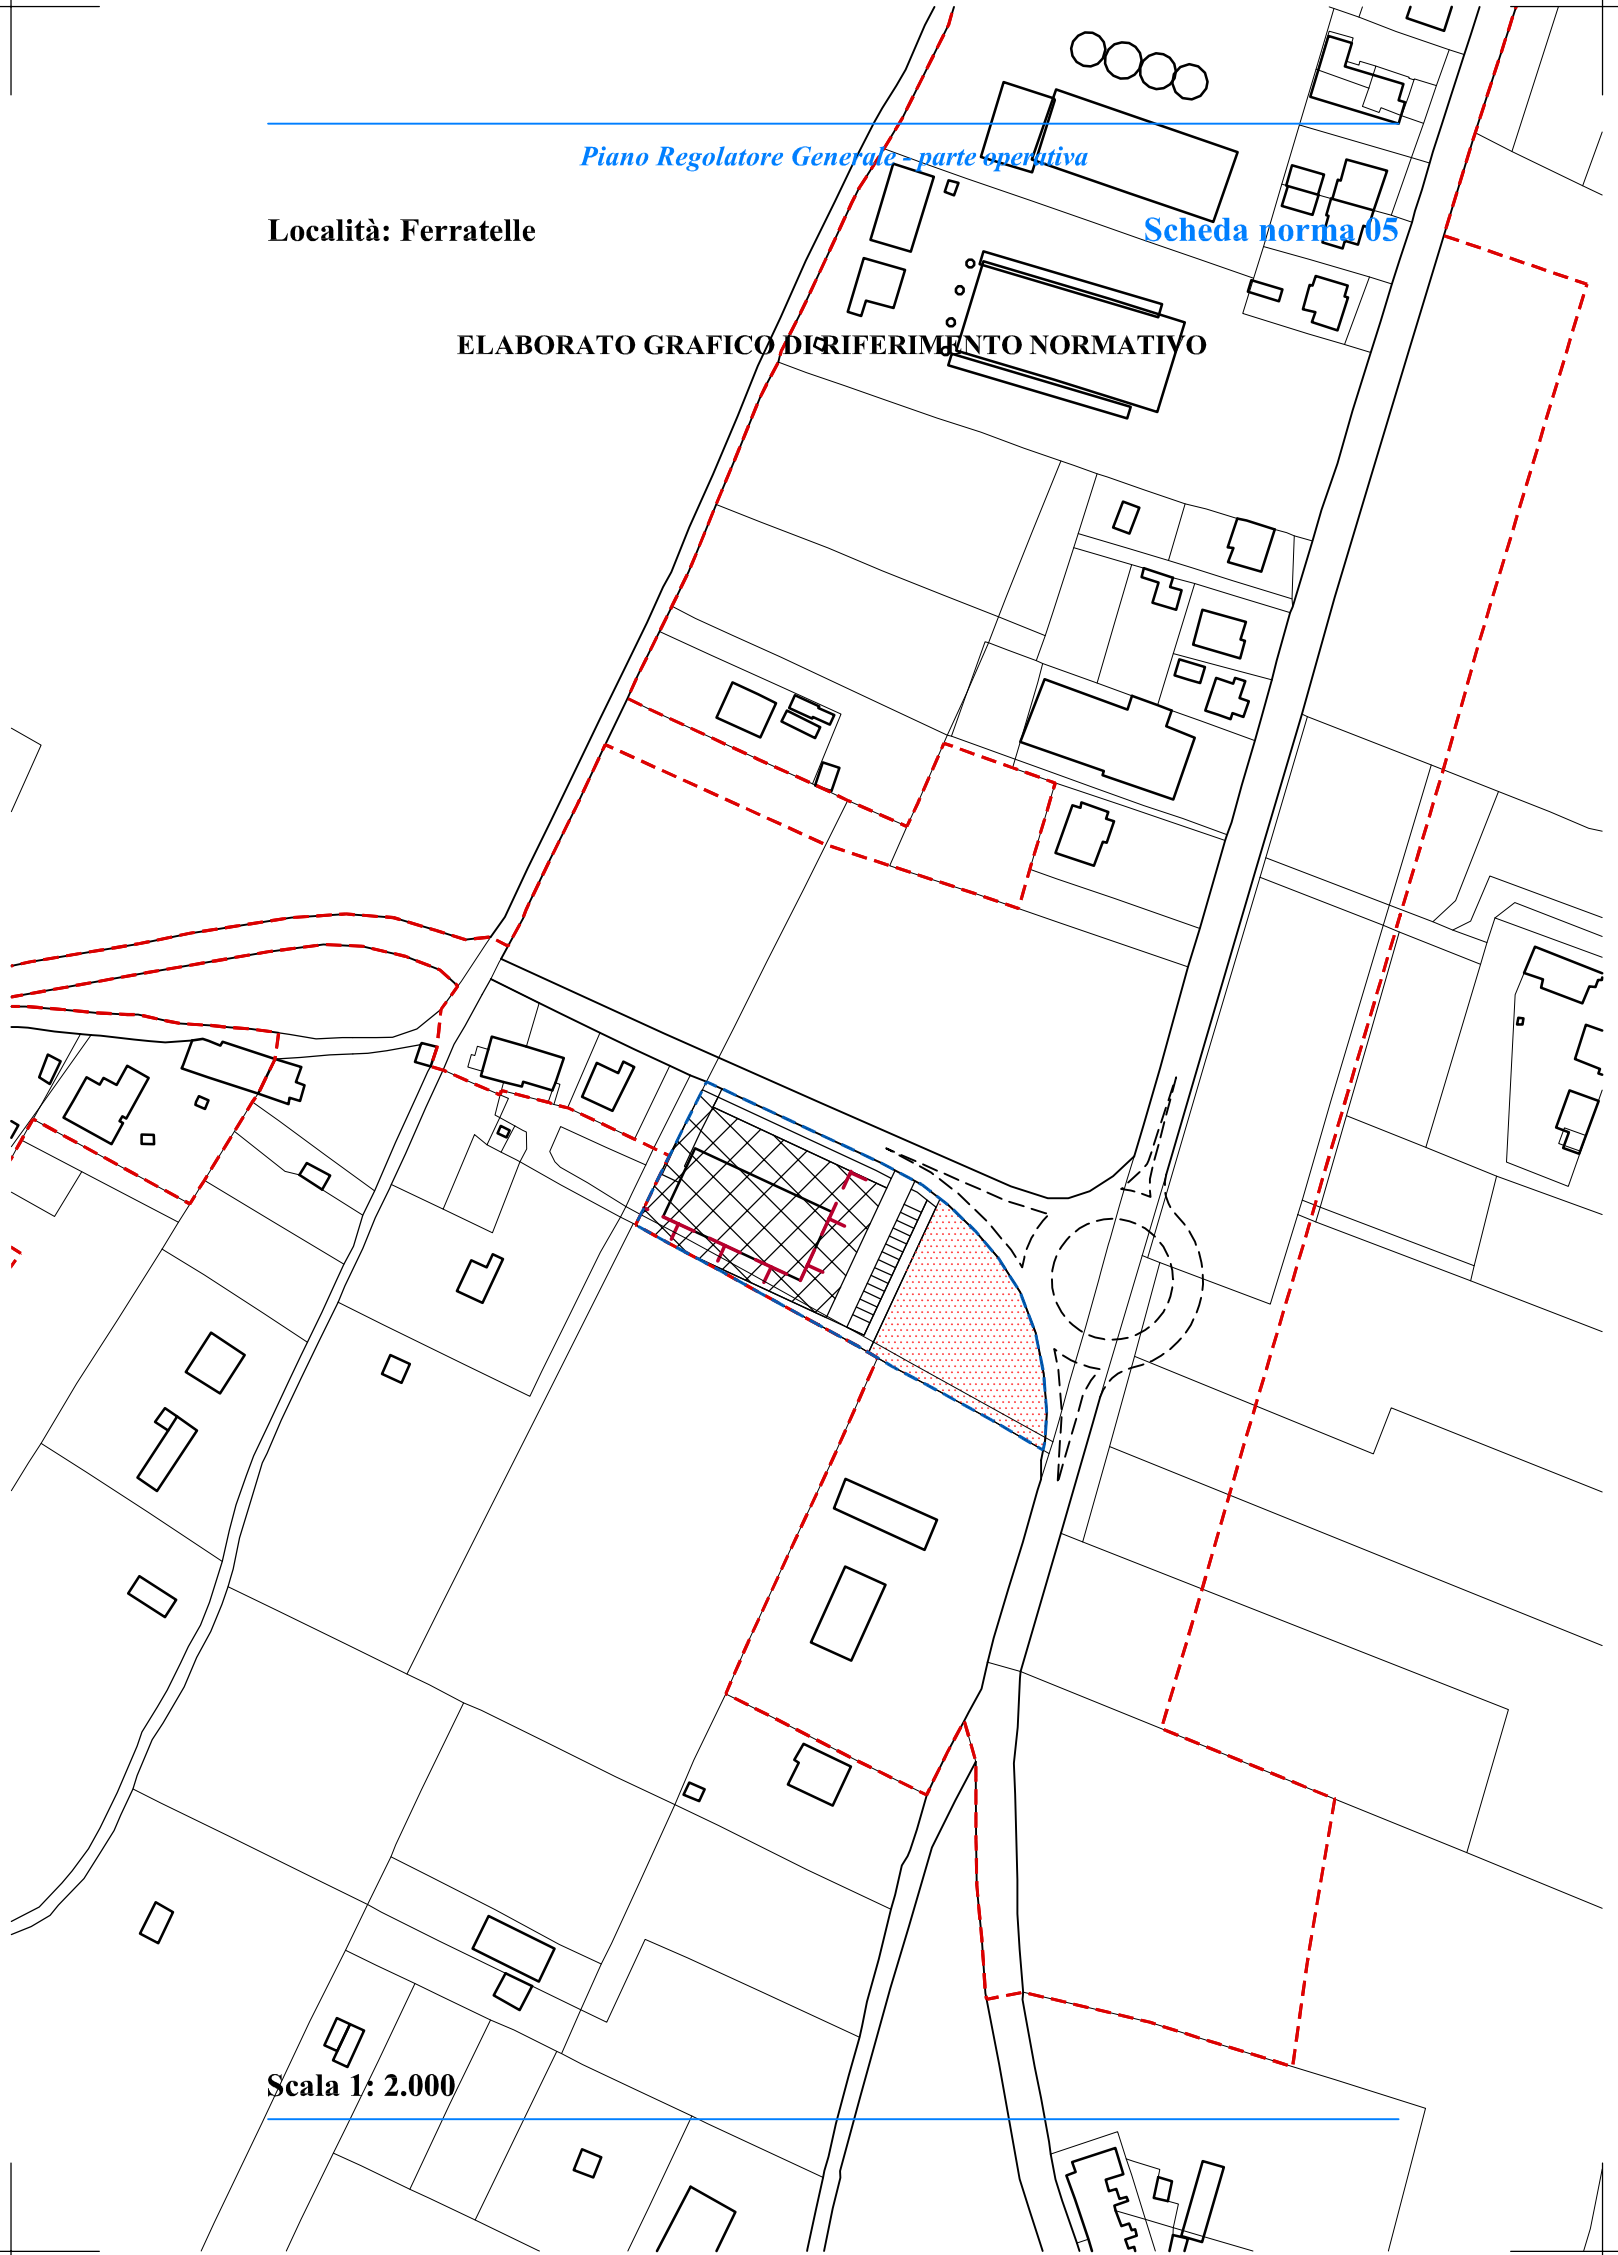 Piano Regolatore Generale - parte operativa
Località: Ferratelle
Scheda norma 05
ELABORATO GRAFICO DI RIFERIMENTO NORMATIVO
Scala 1: 2.000